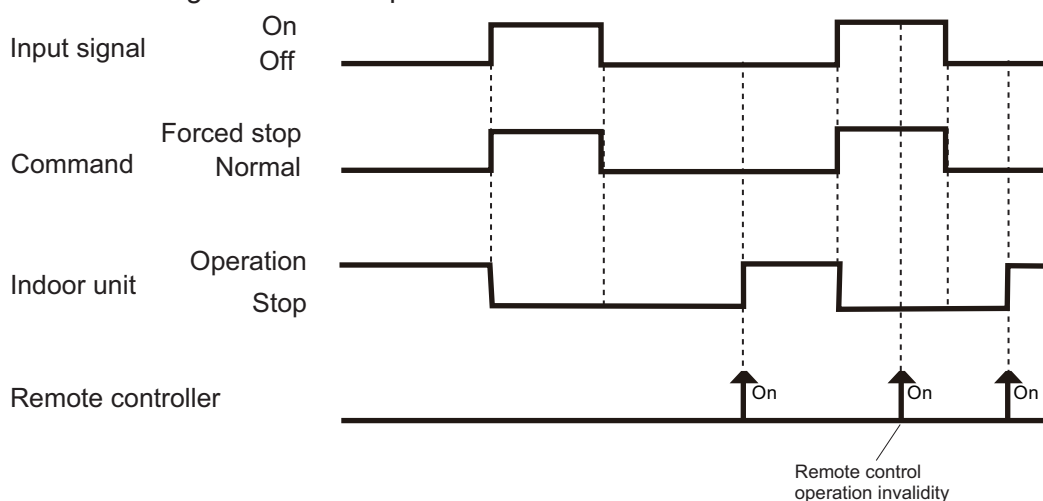 On
Input signal
Off
Forced stop
Command
Normal
Operation
Indoor unit
Stop
On
On
On
Remote controller
Remote control
operation invalidity